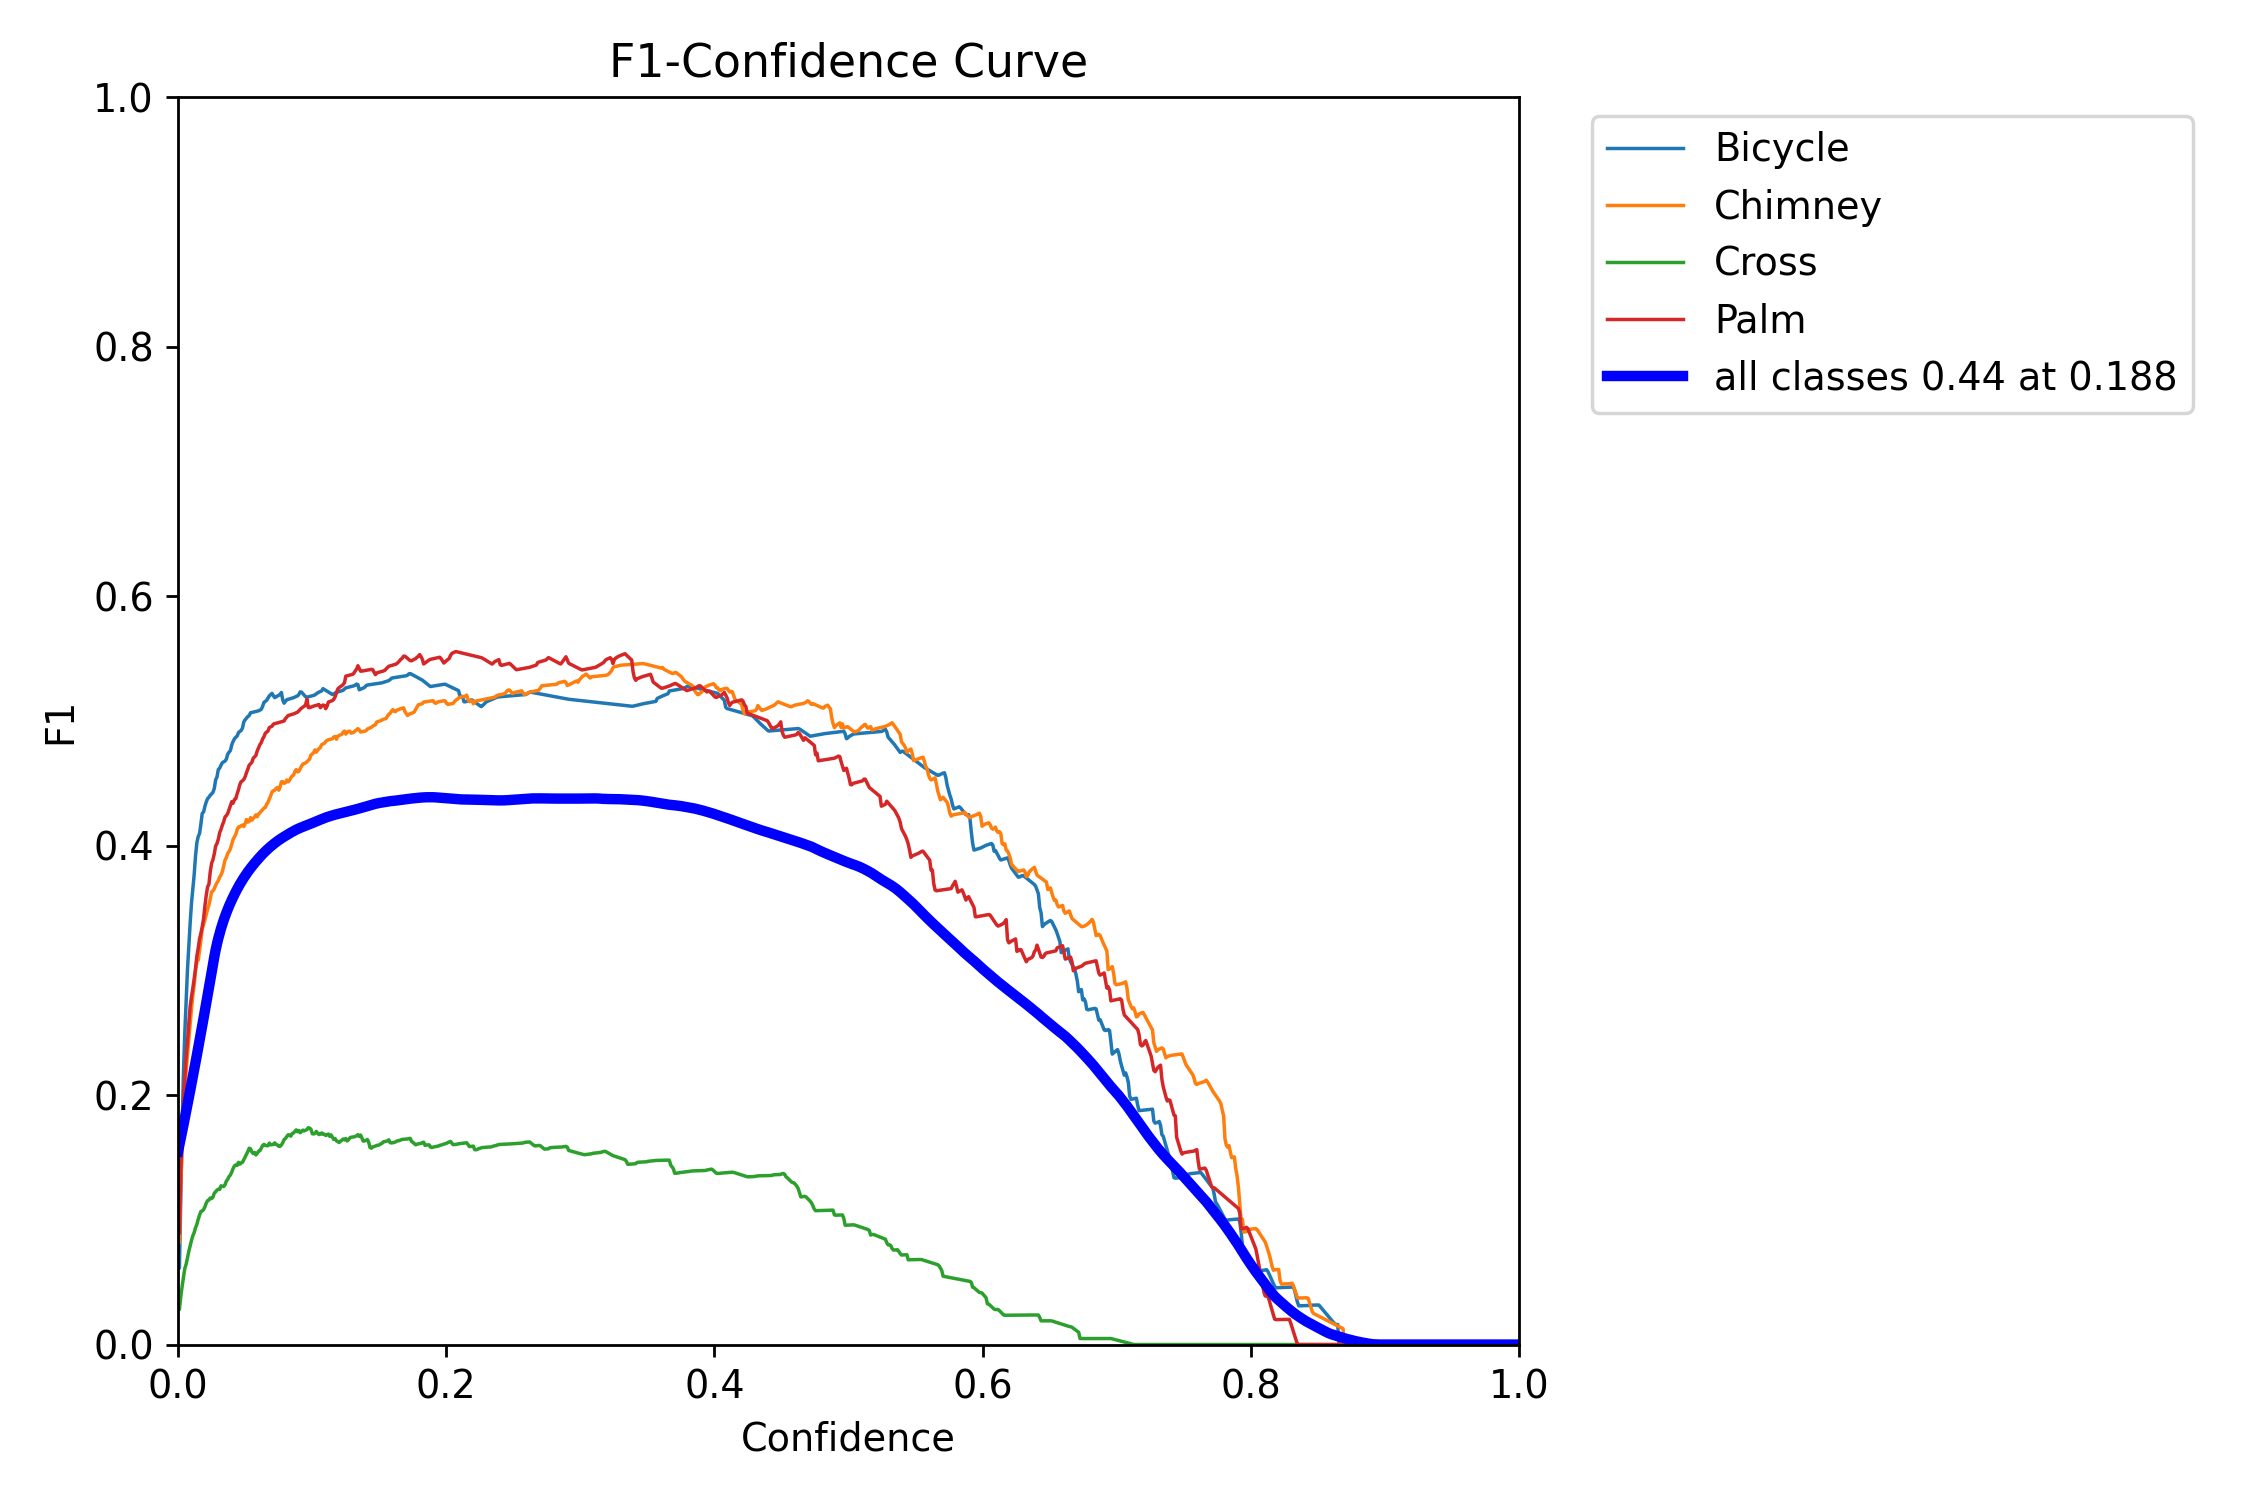 F1-Confidence Curve
1.0
0.8
0.6
0.4
0.2
0.0
F1
0.0 0.2 0.4 0.6 0.8 1.0
Confidence
Bicycle
Chimney
Cross
Palm
all classes 0.44 at 0.188